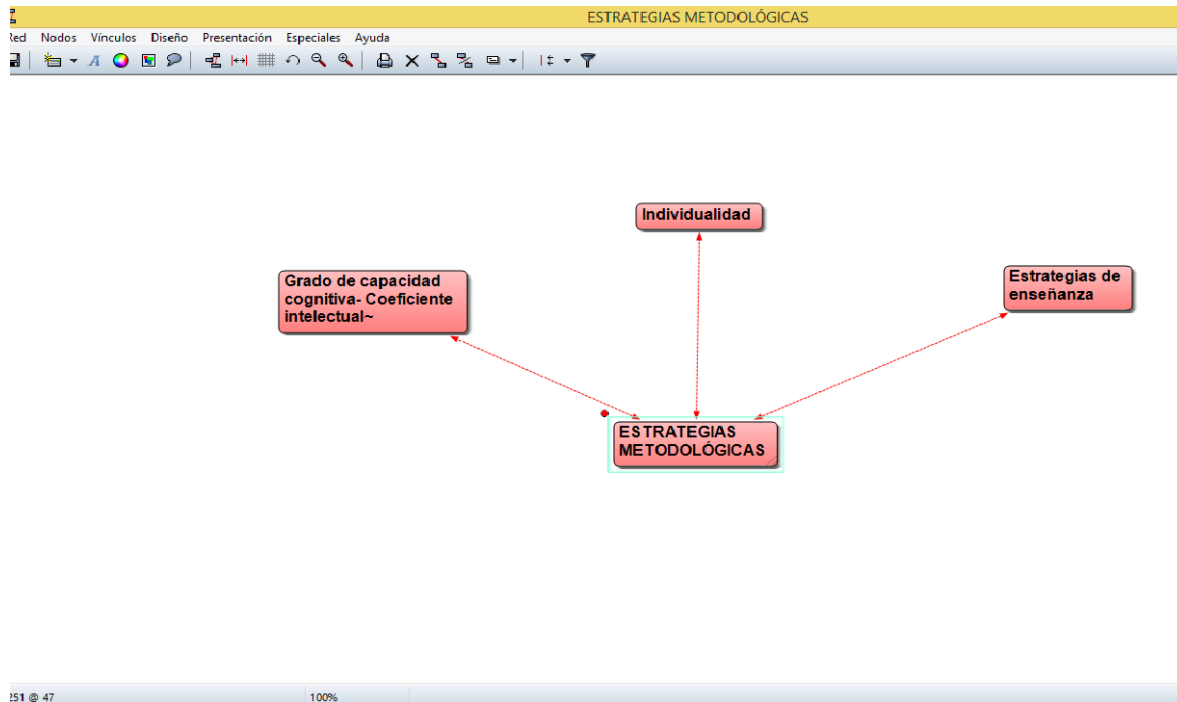 ESTRATEGIAS METODOLÓGICAS
Red Nodos Vínculos Diseño Presentación Especiales Ayuda
Individualidad
Grado de capacidad
cognitiva- Coeficiente
intelectual~
Estrategias de
enseñanza
ESTRATEGIAS
METODOLÓGICAS
251 @ 47 100%